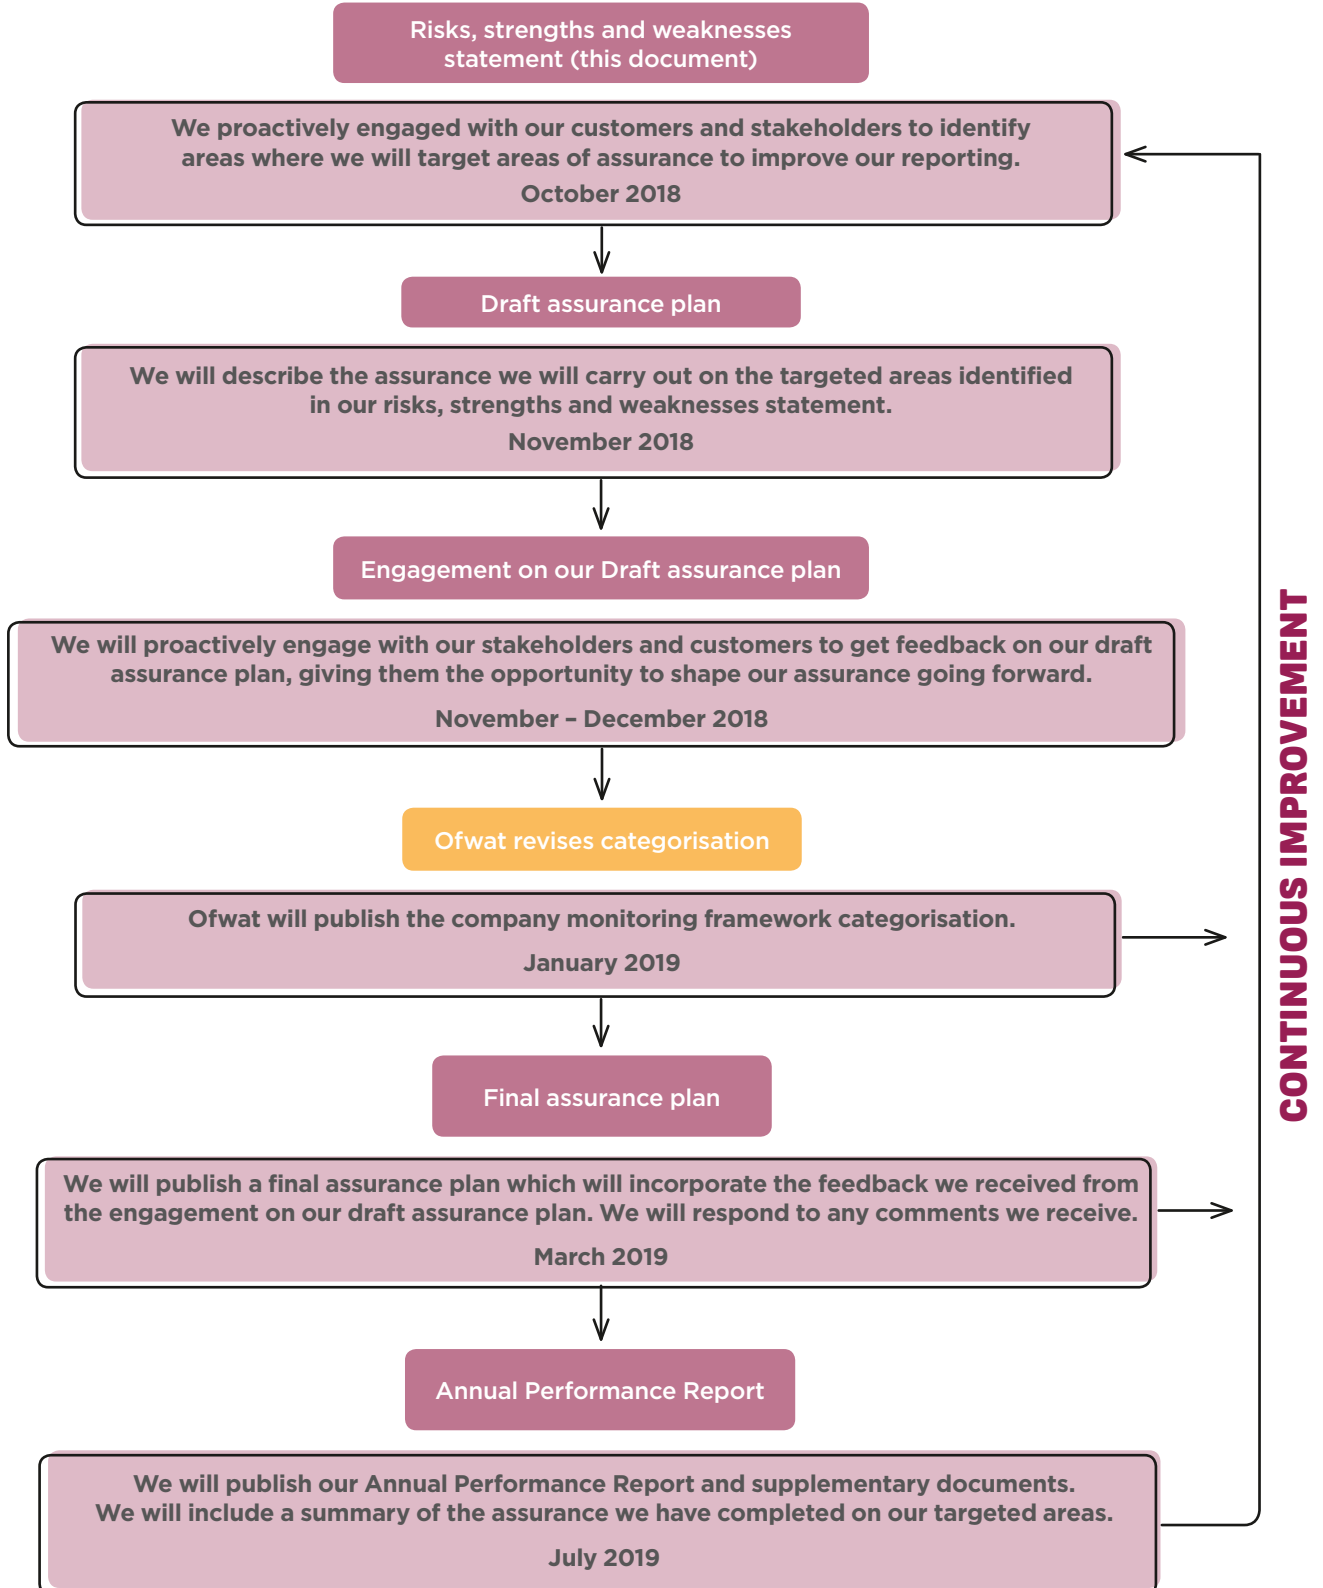 Risks, strengths and weaknesses
statement (this document)
We proactively engaged with our customers and stakeholders to identify
areas where we will target areas of assurance to improve our reporting.
October 2018
Draft assurance plan
We will describe the assurance we will carry out on the targeted areas identified
in our risks, strengths and weaknesses statement.
November 2018
Engagement on our Draft assurance plan
We will proactively engage with our stakeholders and customers to get feedback on our draft
assurance plan, giving them the opportunity to shape our assurance going forward.
November – December 2018
Ofwat revises categorisation
Ofwat will publish the company monitoring framework categorisation.
January 2019
Final assurance plan
We will publish a final assurance plan which will incorporate the feedback we received from
the engagement on our draft assurance plan. We will respond to any comments we receive.
March 2019
Annual Performance Report
We will publish our Annual Performance Report and supplementary documents.
We will include a summary of the assurance we have completed on our targeted areas.
July 2019
CONTINUOUS IMPROVEMENT